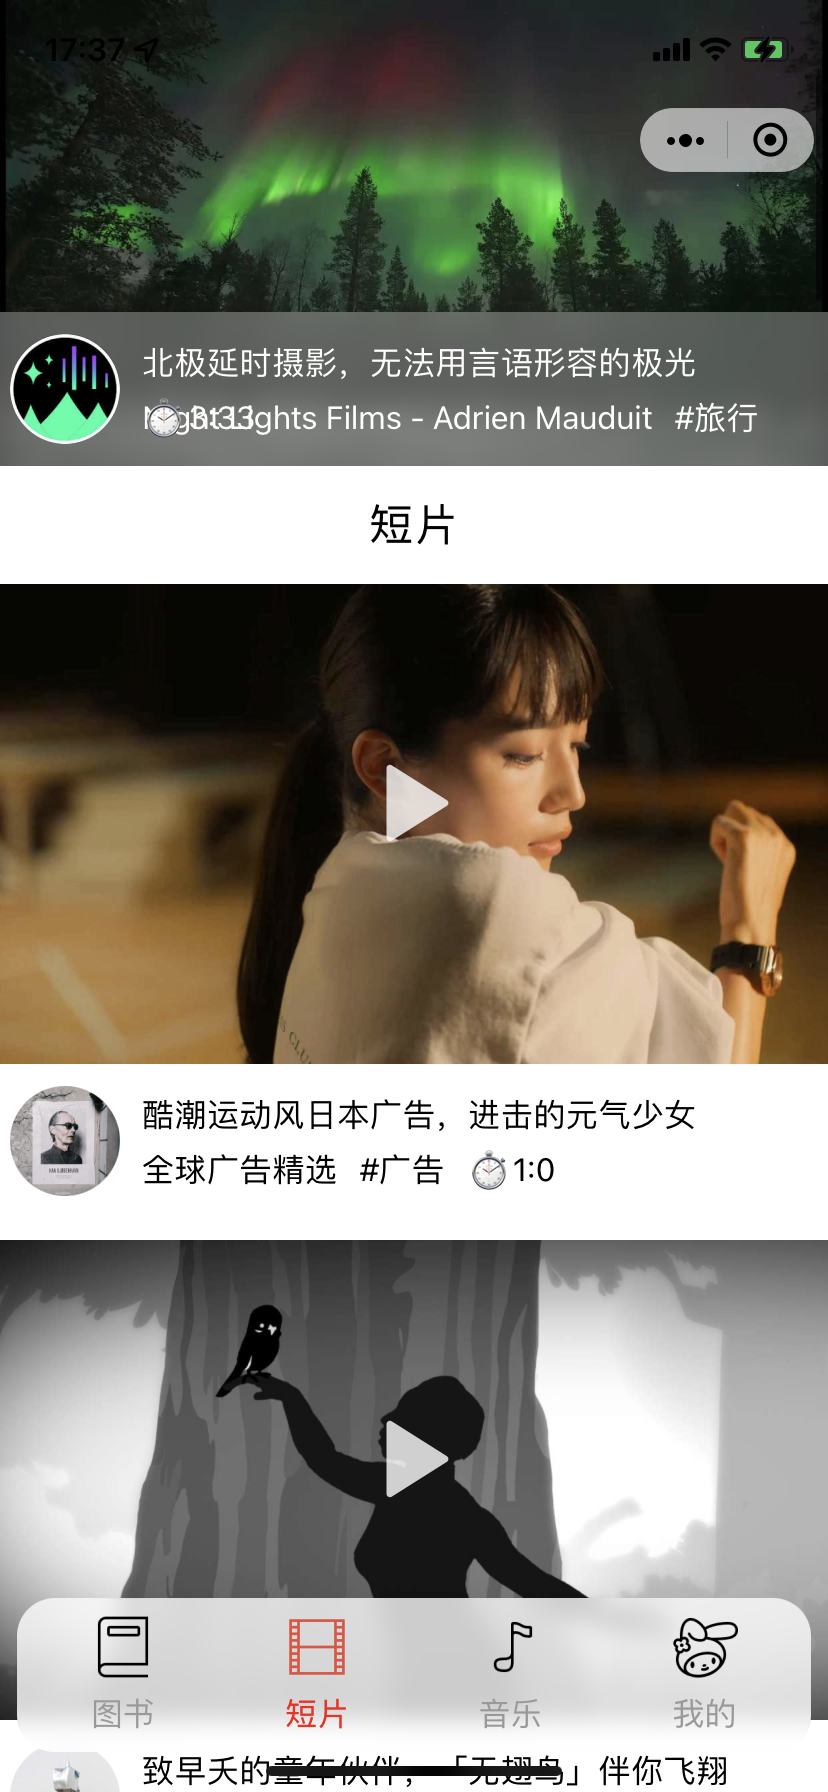 17:37
北极延时摄影，无法用言语形容的极光
Night Lights Films - Adrien Mauduit #旅行
3:33
短片
酷潮运动风日本广告，进击的元气少女
全球广告精选 #广告 1:0
图书 短片 音乐 我的
致早夭的童年伙伴，「无翅鸟」伴你飞翔